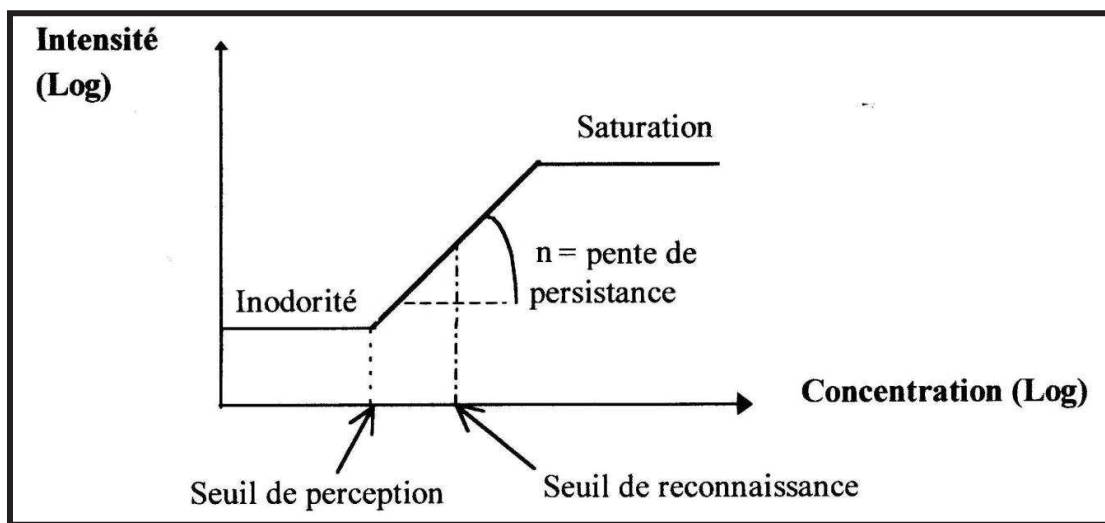 Intensité
(Log)
Saturation
n = pente de
persistance
Inodorité
Concentration (Log)
Seuil de perception
Seuil de reconnaissance